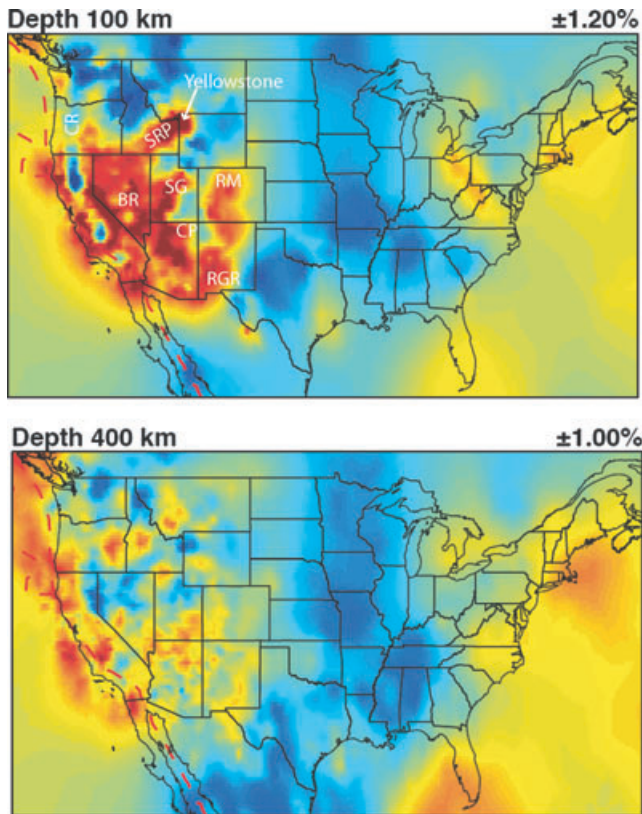 Depth 100 km ±1.20%
Yellowstone
CR
SRP
BR
SG
RM
CP
RGR
Depth 400 km ±1.00%